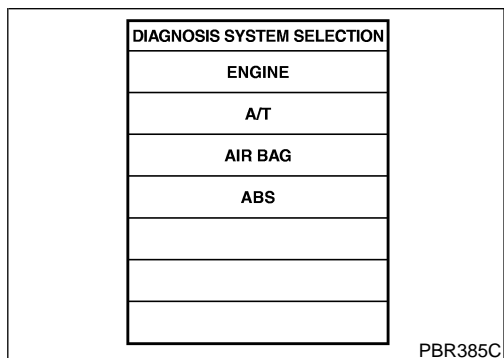 DIAGNOSIS SYSTEM SELECTION
ENGINE
A/T
AIR BAG
ABS
PBR385C